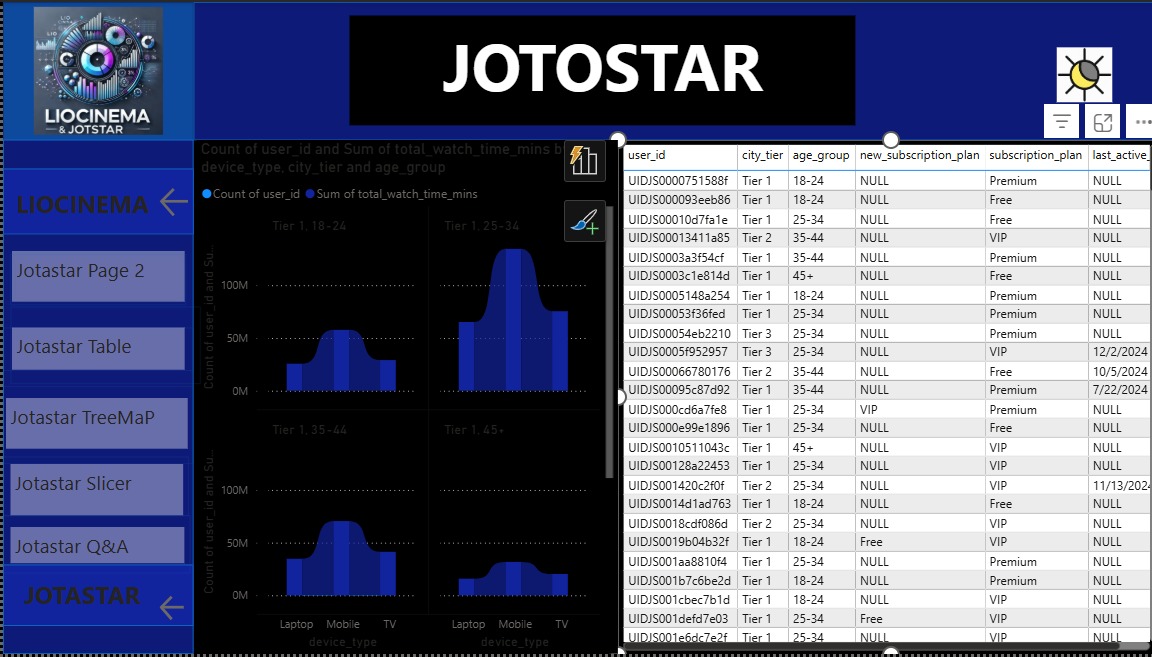 LIOCINEMA
& JOTSTAR
JOTOSTAR
LIOCINEMA
Jotastar Page 2
Jotastar Table
Jotastar TreeMaP
Jotastar Slicer
Jotastar Q&A
JOTASTAR
Count of user_id and Sum of total_watch_time_mins b
device_type, city_tier and age_group
Count of user_id Sum of total_watch_time_mins
Tier 1, 18-24 Tier 1, 25-34
Count of user_id and Su...
100M
50M
0M
Tier 1, 35-44 Tier 1, 45+
Count of user_id and Su...
100M
50M
0M
Laptop Mobile TV Laptop Mobile TV
device_type device_type
user_id city_tier age_group new_subscription_plan subscription_plan last_active_
UIDJS0000751588f Tier 1 18-24 NULL Premium NULL
UIDJS000093eeb86 Tier 1 18-24 NULL Free NULL
UIDJS00010d7fa1e Tier 1 25-34 NULL Free NULL
UIDJS00013411a85 Tier 2 35-44 NULL VIP NULL
UIDJS0003a3f54cf Tier 1 35-44 NULL Premium NULL
UIDJS0003c1e814d Tier 1 45+ NULL Free NULL
UIDJS0005148a254 Tier 1 18-24 NULL Premium NULL
UIDJS00053f36fed Tier 1 25-34 NULL Premium NULL
UIDJS00054eb2210 Tier 3 25-34 NULL Premium NULL
UIDJS0005f952957 Tier 3 25-34 NULL VIP 12/2/2024
UIDJS00066780176 Tier 2 35-44 NULL Free 10/5/2024
UIDJS00095c87d92 Tier 1 35-44 NULL Premium 7/22/2024
UIDJS000cd6a7fe8 Tier 1 25-34 VIP Premium NULL
UIDJS000e99e1896 Tier 1 25-34 NULL Free NULL
UIDJS0010511043c Tier 1 45+ NULL VIP NULL
UIDJS00128a22453 Tier 1 25-34 NULL VIP NULL
UIDJS001420c2f0f Tier 2 25-34 NULL VIP 11/13/2024
UIDJS0014d1ad763 Tier 1 18-24 NULL Free NULL
UIDJS0018cdf086d Tier 2 25-34 NULL VIP NULL
UIDJS0019b04b32f Tier 1 18-24 Free VIP NULL
UIDJS001aa8810f4 Tier 1 25-34 NULL Premium NULL
UIDJS001b7c6be2d Tier 1 18-24 NULL Premium NULL
UIDJS001cbec7b1d Tier 1 18-24 NULL VIP NULL
UIDJS001defd7e03 Tier 1 25-34 Free VIP NULL
UIDJS001e6dc7e2f Tier 1 25-34 NULL VIP NULL